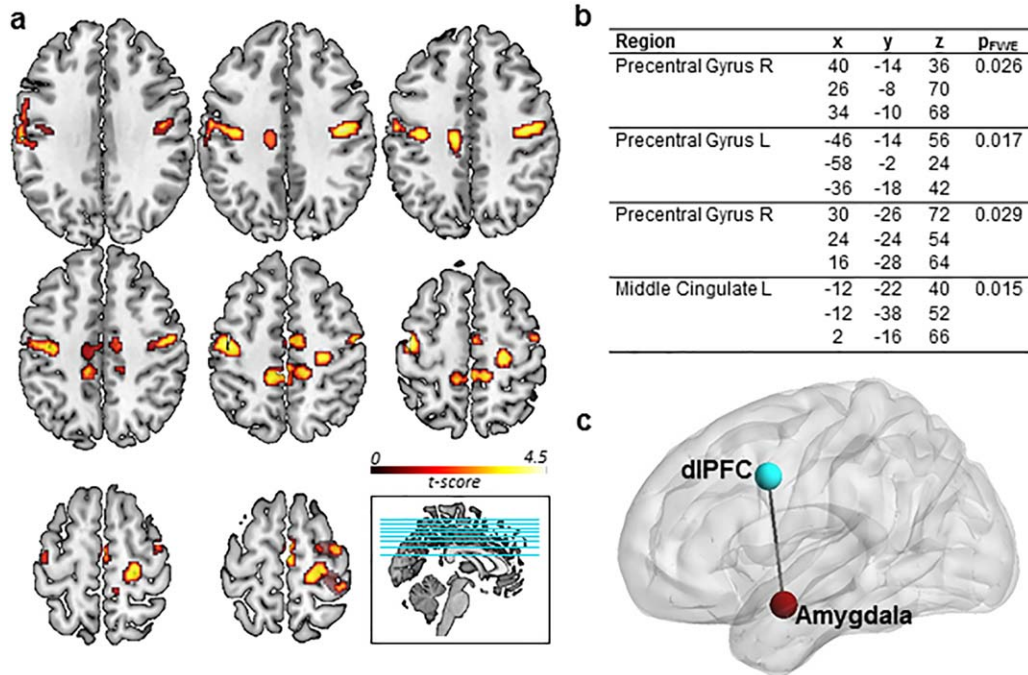 a
0 4.5
t-score
b
Region x y z pFWE
Precentral Gyrus R 40 -14 36 0.026
26 -8 70
34 -10 68
Precentral Gyrus L -46 -14 56 0.017
-58 -2 24
-36 -18 42
Precentral Gyrus R 30 -26 72 0.029
24 -24 54
16 -28 64
Middle Cingulate L -12 -22 40 0.015
-12 -38 52
2 -16 66
c
dlPFC
Amygdala